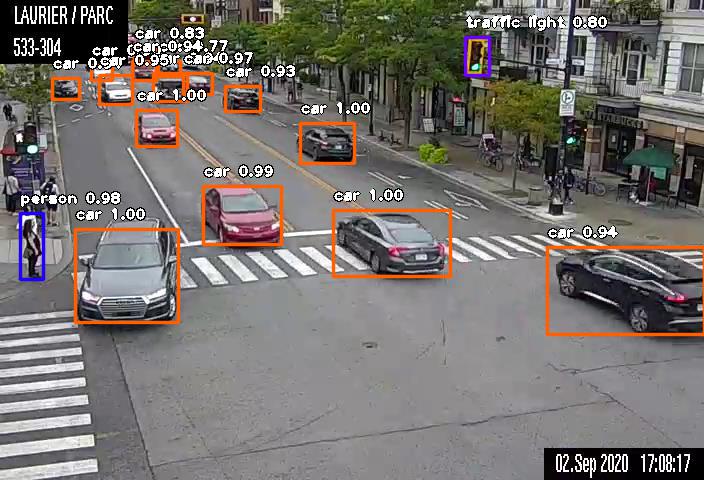 LAURIER / PARC
533-304
car 0.83
car 0.97
car 0.93
car 1.00
car 1.00
traffic light 0.80
car 0.99
car 1.00
person 0.98
car 1.00
car 0.94
STARBUCKS
02.Sep 2020 17:08:17